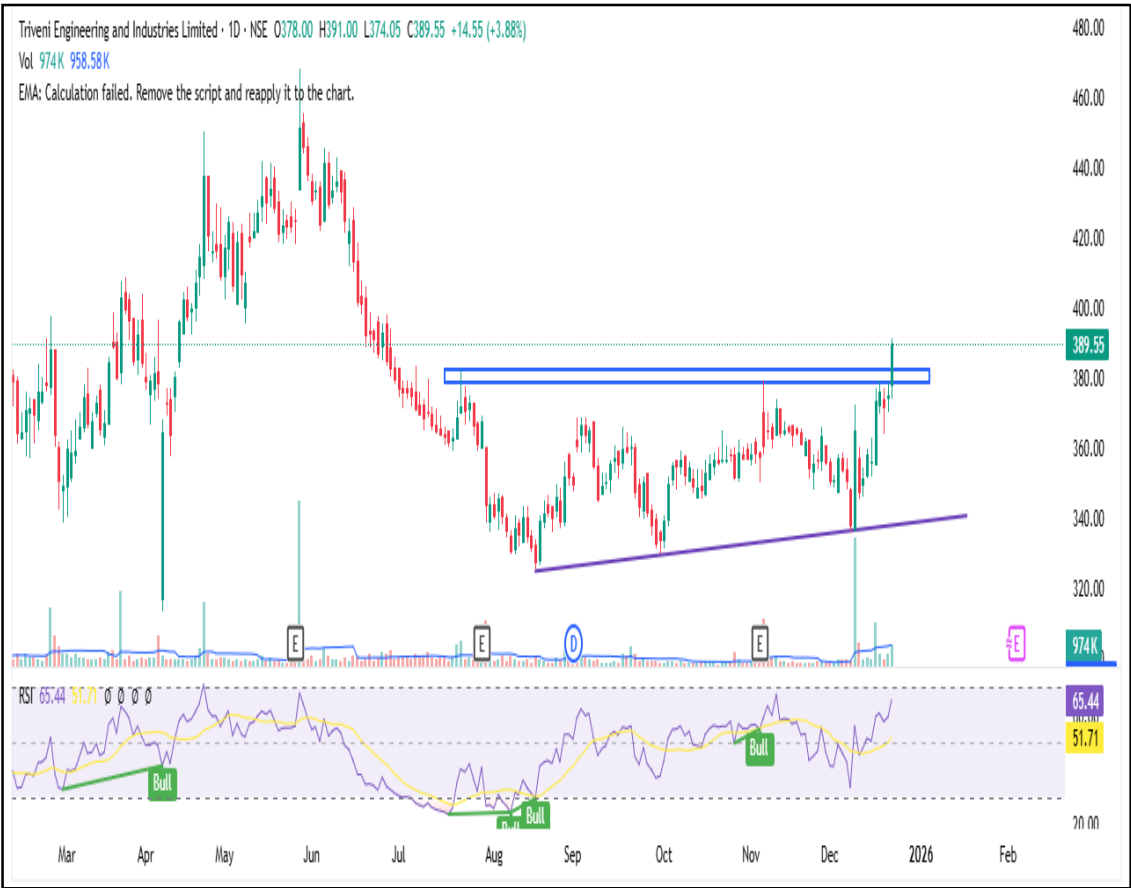 Triveni Engineering and Industries Limited · 1D · NSE O378.00 H391.00 L374.05 C389.55 +14.55 (+3.88%)
Vol 974K 958.58K
EMA: Calculation failed. Remove the script and reapply it to the chart.
480.00
460.00
440.00
420.00
400.00
389.55
380.00
360.00
340.00
320.00
E
E
D
E
E
974K
RSI 65.44 51.71 Ø Ø Ø Ø
65.44
51.71
Bull
Bull
Bull
20.00
Mar Apr May Jun Jul Aug Sep Oct Nov Dec 2026 Feb